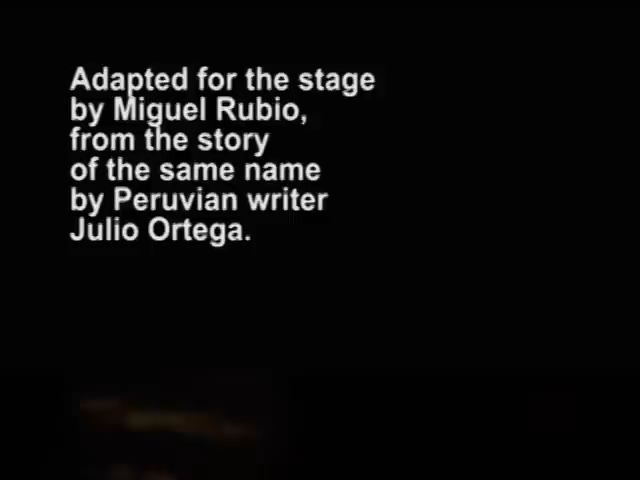 Adapted for the stage
by Miguel Rubio,
from the story
of the same name
by Peruvian writer
Julio Ortega.